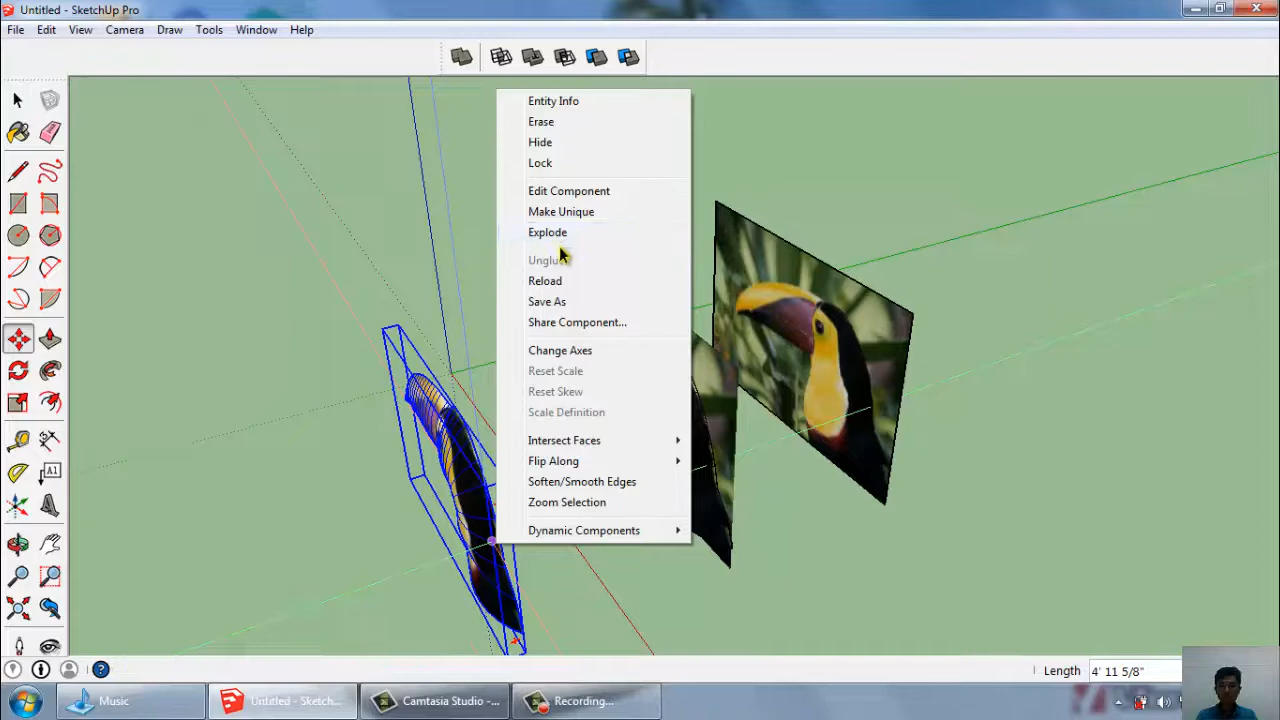 Untitled - SketchUp Pro
File Edit View Camera Draw Tools Window Help
Entity Info
Erase
Hide
Lock
Edit Component
Make Unique
Explode
Reload
Save As
Share Component...
Change Axes
Reset Scale
Reset Skew
Scale Definition
Intersect Faces
Flip Along
Soften/Smooth Edges
Zoom Selection
Dynamic Components
A1
Length 4' 11 5/8"
Music
Untitled - Sketch...
Camtasia Studio -...
Recording...